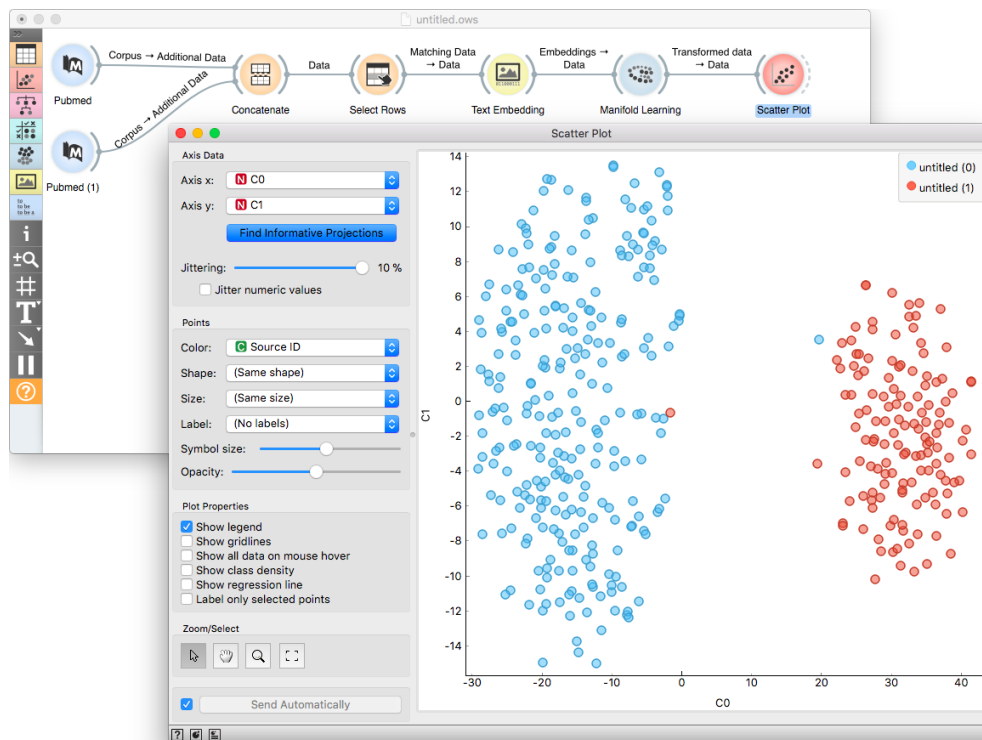 untitled.ows
Corpus → Additional Data
Matching Data → Data
Embeddings → Data
Transformed data → Data
Data
Pubmed
Concatenate
Select Rows
Text Embedding
Manifold Learning
Scatter Plot
Corpus → Additional Data
Pubmed (1)
to
to be
to be a
i
T
?
Scatter Plot
Axis Data
Axis x: N C0
Axis y: N C1
Find Informative Projections
Jittering: 10 %
Jitter numeric values
Points
Color: C Source ID
Shape: (Same shape)
Size: (Same size)
Label: (No labels)
Symbol size:
Opacity:
Plot Properties
Show legend
Show gridlines
Show all data on mouse hover
Show class density
Show regression line
Label only selected points
Zoom/Select
Send Automatically
?
untitled (0)
untitled (1)
14
12
10
8
6
4
2
0
-2
-4
-6
-8
-10
-12
-14
C1
-30 -20 -10 0 10 20 30 40
C0